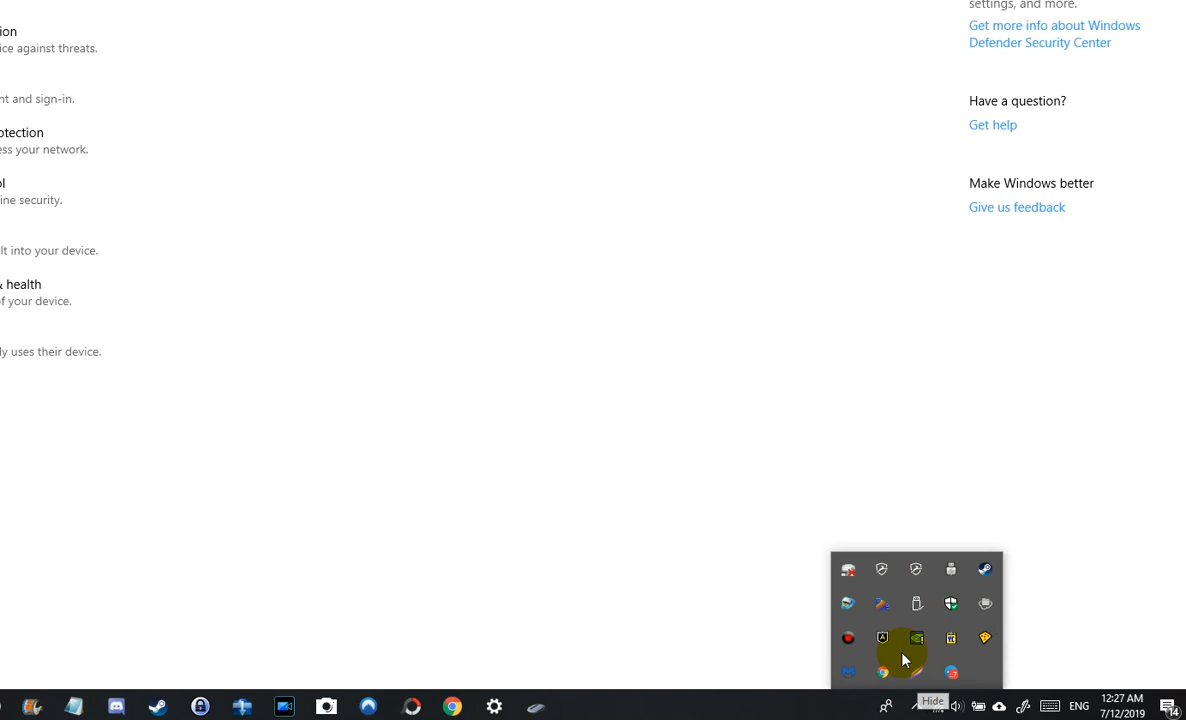 settings, and more.
Get more info about Windows
Defender Security Center
Have a question?
Get help
Make Windows better
Give us feedback
ion
ice against threats.
nt and sign-in.
otection
ess your network.
ol
ine security.
lt into your device.
& health
of your device.
ly uses their device.
Hide
ENG
12:27 AM
7/12/2019
14